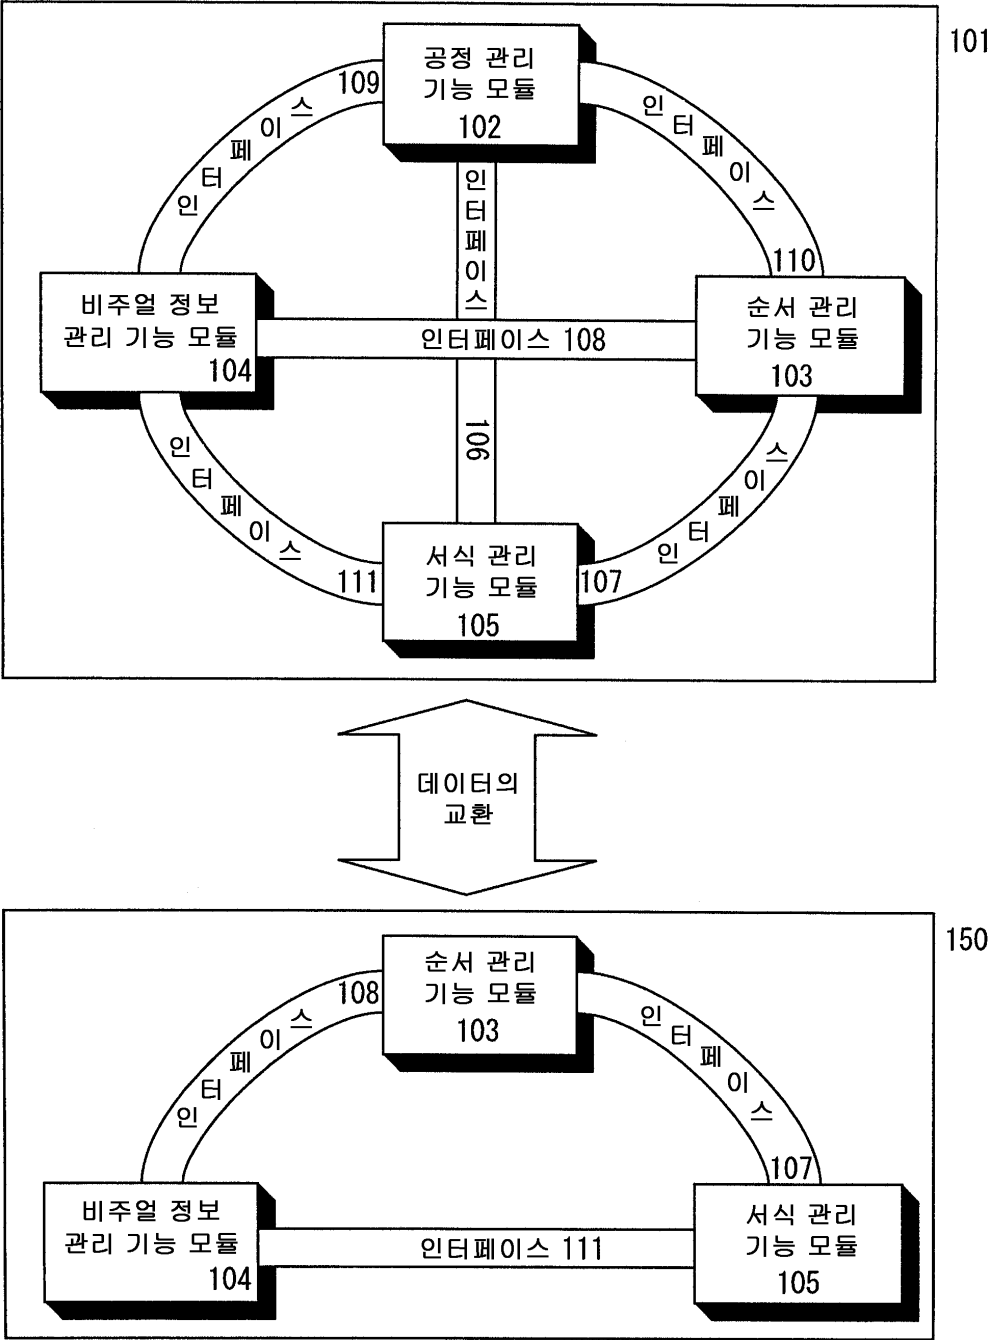 101
공정 관리
기능 모듈
102
109
인터페이스
인터페이스
110
인터페이스
106
비주얼 정보
관리 기능 모듈
104
인터페이스 108
순서 관리
기능 모듈
103
인터페이스
111
인터페이스
107
서식 관리
기능 모듈
105
데이터의
교환
150
순서 관리
기능 모듈
103
108
인터페이스
인터페이스
107
비주얼 정보
관리 기능 모듈
104
인터페이스 111
서식 관리
기능 모듈
105